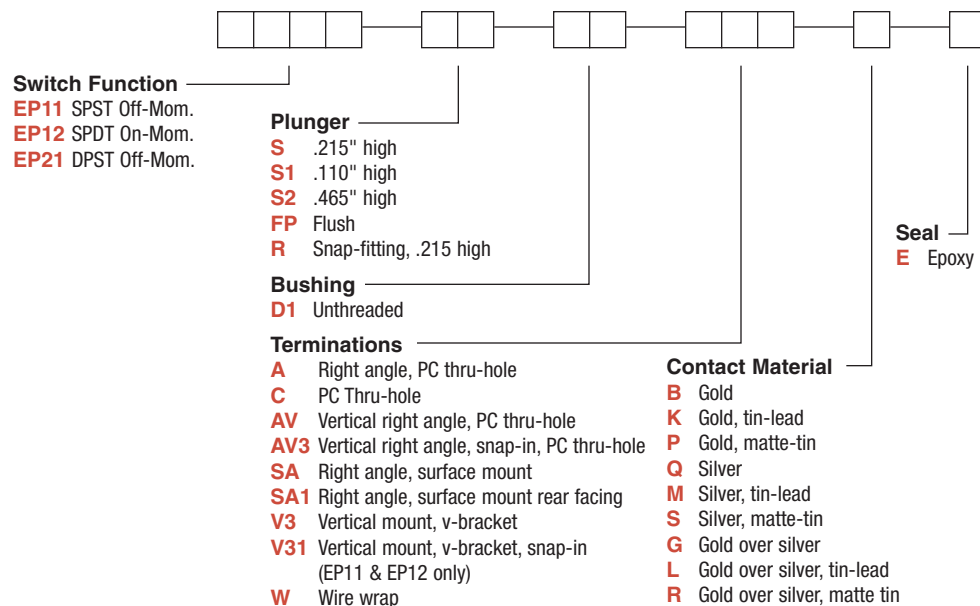 Switch Function
EP11 SPST Off-Mom.
EP12 SPDT On-Mom.
EP21 DPST Off-Mom.
Plunger
S .215" high
S1 .110" high
S2 .465" high
FP Flush
R Snap-fitting, .215 high
Bushing
D1 Unthreaded
Terminations
A Right angle, PC thru-hole
C PC Thru-hole
AV Vertical right angle, PC thru-hole
AV3 Vertical right angle, snap-in, PC thru-hole
SA Right angle, surface mount
SA1 Right angle, surface mount rear facing
V3 Vertical mount, v-bracket
V31 Vertical mount, v-bracket, snap-in
(EP11 & EP12 only)
W Wire wrap
Contact Material
B Gold
K Gold, tin-lead
P Gold, matte-tin
Q Silver
M Silver, tin-lead
S Silver, matte-tin
G Gold over silver
L Gold over silver, tin-lead
R Gold over silver, matte tin
Seal
E Epoxy